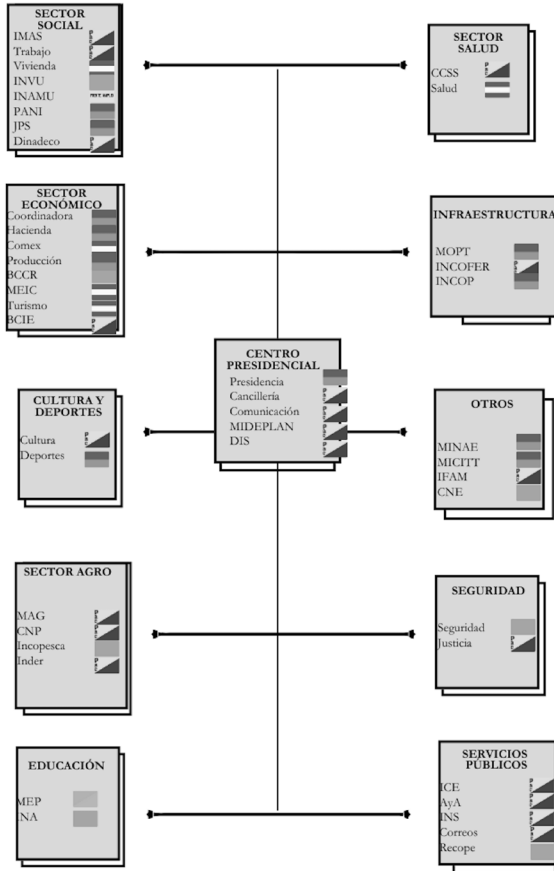 SECTOR
SOCIAL
IMAS
Trabajo
Vivienda
INVU
INAMU
PANI
JPS
Dinadeco
SECTOR
SALUD
CCSS
Salud
SECTOR
ECONÓMICO
Coordinadora
Hacienda
Comex
Producción
BCCR
MEIC
Turismo
BCIE
INFRAESTRUCTURA
MOPT
INCOFER
INCOP
CENTRO
PRESIDENCIAL
Presidencia
Cancillería
Comunicación
MIDEPLAN
DIS
CULTURA Y
DEPORTES
Cultura
Deportes
OTROS
MINAE
MICITT
IFAM
CNE
SECTOR AGRO
MAG
CNP
Incopesca
Inder
SEGURIDAD
Seguridad
Justicia
EDUCACIÓN
MEP
INA
SERVICIOS
PÚBLICOS
ICE
AyA
INS
Correos
Recope